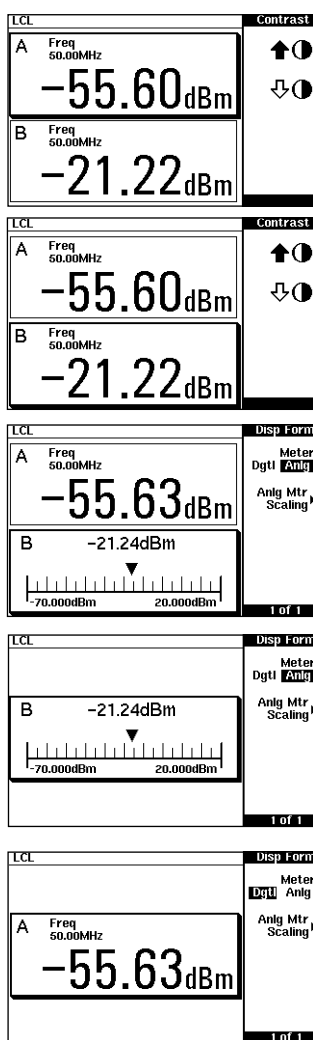 LCL
Contrast
A
Freq
50.00MHz
-55.60dBm
B
Freq
50.00MHz
-21.22dBm
LCL
Contrast
A
Freq
50.00MHz
-55.60dBm
B
Freq
50.00MHz
-21.22dBm
LCL
Disp Form
A
Freq
50.00MHz
-55.63dBm
Meter
Dgtl Anlg
Anlg Mtr
Scaling
B
-21.24dBm
-70.000dBm 20.000dBm
1 of 1
LCL
Disp Form
Meter
Dgtl Anlg
Anlg Mtr
Scaling
B
-21.24dBm
-70.000dBm 20.000dBm
1 of 1
LCL
Disp Form
Meter
Dgtl Anlg
Anlg Mtr
Scaling
A
Freq
50.00MHz
-55.63dBm
1 of 1